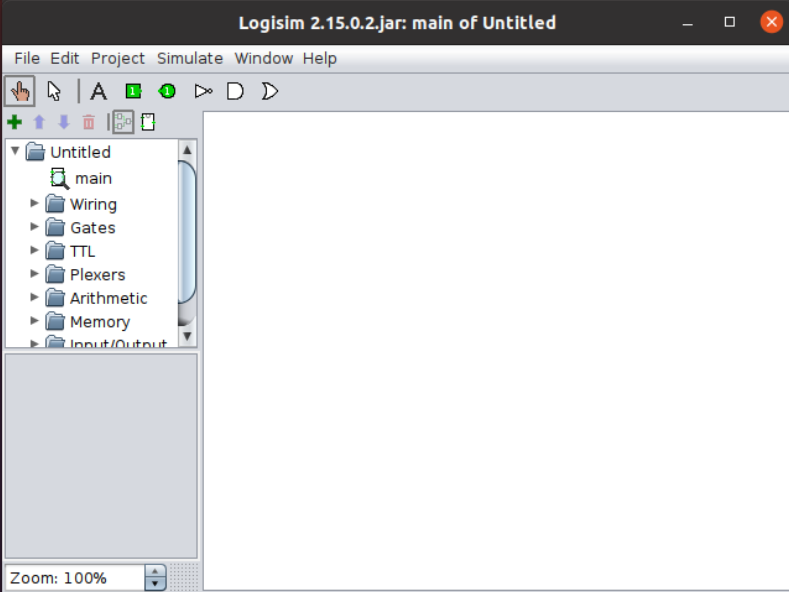 Logisim 2.15.0.2.jar: main of Untitled
File Edit Project Simulate Window Help
A 1 1
Untitled
main
Wiring
Gates
TTL
Plexers
Arithmetic
Memory
Input/Output
Zoom: 100%